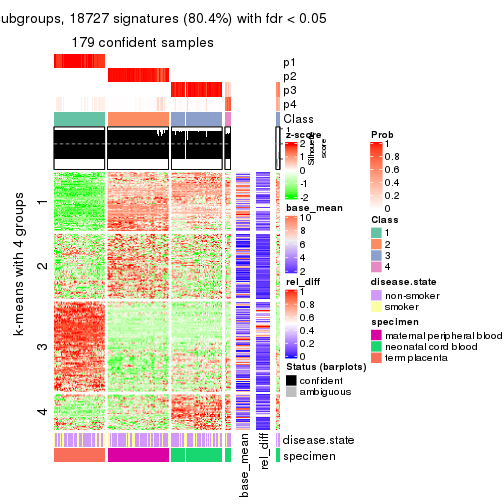 ubgroups, 18727 signatures (80.4%) with fdr < 0.05
179 confident samples
p1
p2
p3
p4
Class
1
Silhouette score
z-score
2
1
0
-1
-2
base_mean
10
8
6
4
2
rel_diff
1
0.8
0.6
0.4
0.2
0
Status (barplots)
confident
ambiguous
Prob
1
0.8
0.6
0.4
0.2
0
Class
1
2
3
4
disease.state
non-smoker
smoker
specimen
maternal peripheral blood
neonatal cord blood
term placenta
k-means with 4 groups
1
2
3
4
disease.state
specimen
base_mean
rel_diff